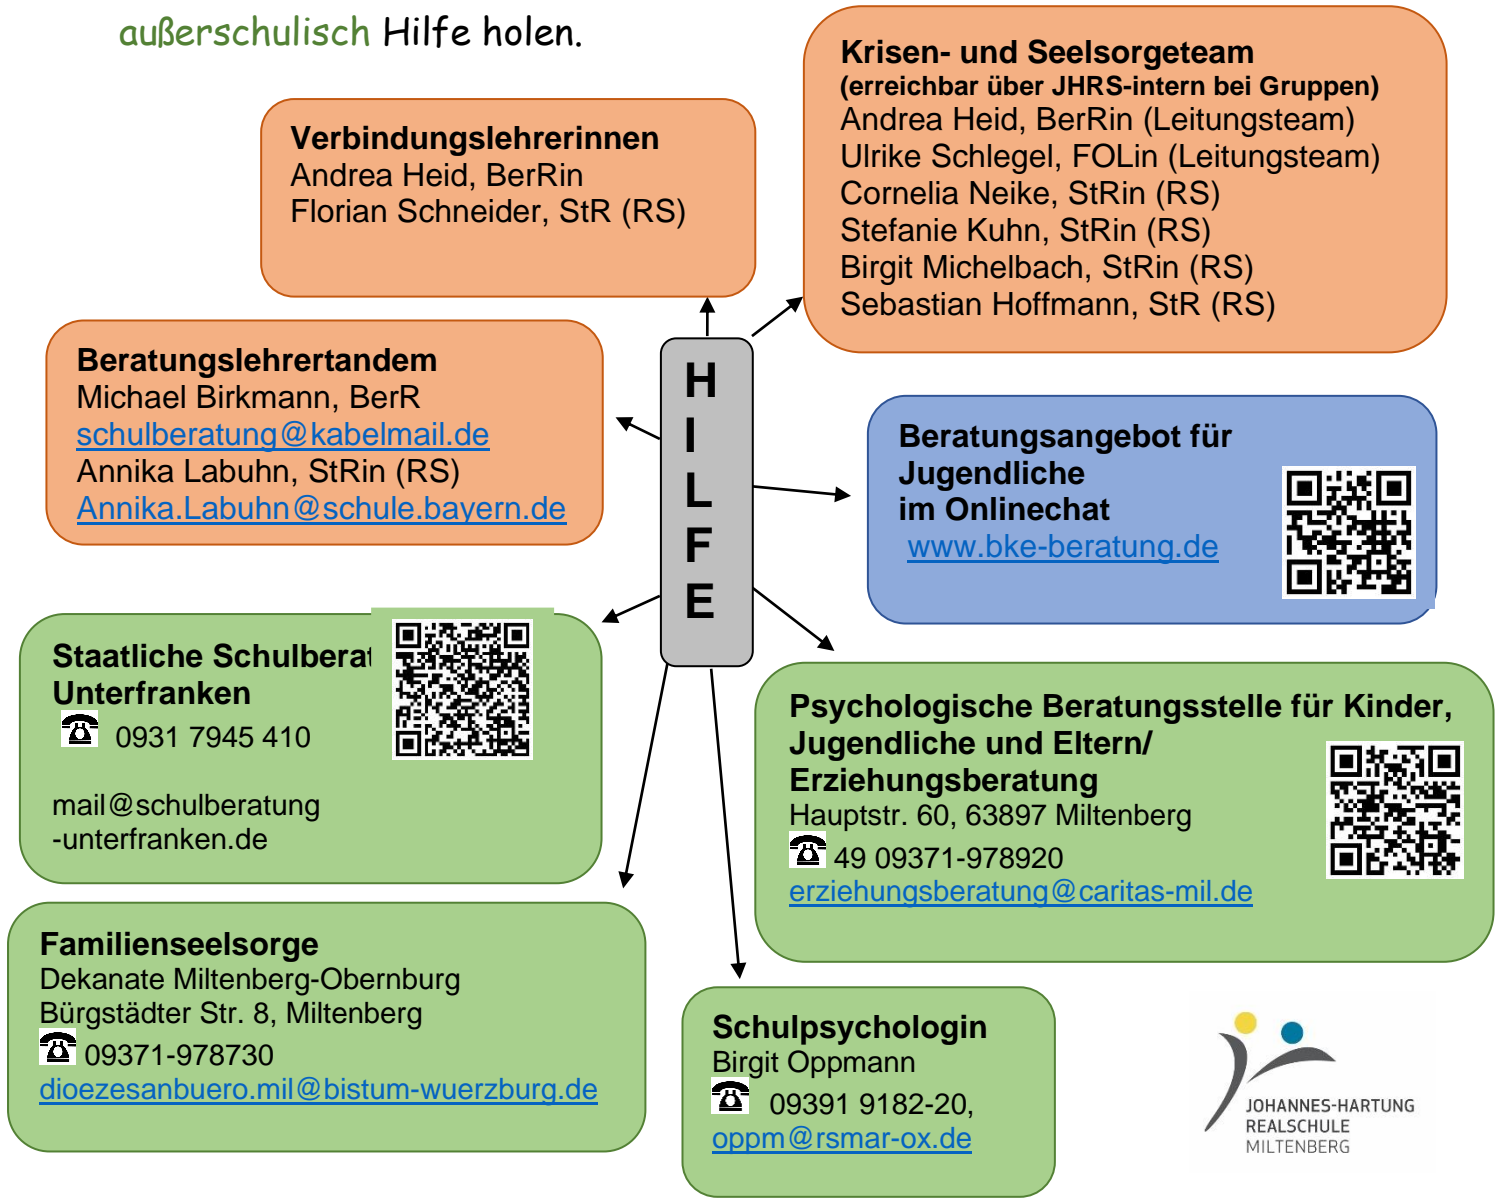 außerschulisch Hilfe holen.
Krisen- und Seelsorgeteam
(erreichbar über JHRS-intern bei Gruppen)
Andrea Heid, BerRin (Leitungsteam)
Ulrike Schlegel, FOLin (Leitungsteam)
Cornelia Neike, StRin (RS)
Stefanie Kuhn, StRin (RS)
Birgit Michelbach, StRin (RS)
Sebastian Hoffmann, StR (RS)
Verbindungslehrerinnen
Andrea Heid, BerRin
Florian Schneider, StR (RS)
Beratungslehrertandem
Michael Birkmann, BerR
schulberatung@kabelmail.de
Annika Labuhn, StRin (RS)
Annika.Labuhn@schule.bayern.de
H
I
L
F
E
Beratungsangebot für
Jugendliche
im Onlinechat
www.bke-beratung.de
Staatliche Schulberat
Unterfranken
0931 7945 410
mail@schulberatung
-unterfranken.de
Psychologische Beratungsstelle für Kinder,
Jugendliche und Eltern/
Erziehungsberatung
Hauptstr. 60, 63897 Miltenberg
49 09371-978920
erziehungsberatung@caritas-mil.de
Familienseelsorge
Dekanate Miltenberg-Obernburg
Bürgstädter Str. 8, Miltenberg
09371-978730
dioezesanbuero.mil@bistum-wuerzburg.de
Schulpsychologin
Birgit Oppmann
09391 9182-20,
oppm@rsmar-ox.de
JOHANNES-HARTUNG
REALSCHULE
MILTENBERG